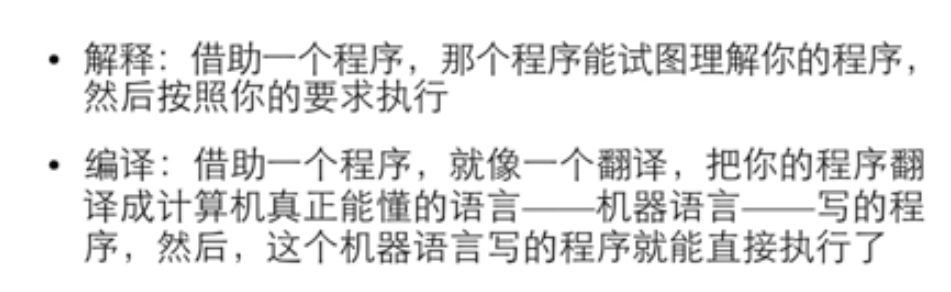 • 解释：借助一个程序，那个程序能试图理解你的程序，
然后按照你的要求执行
• 编译：借助一个程序，就像一个翻译，把你的程序翻
译成计算机真正能懂的语言——机器语言——写的程
序，然后，这个机器语言写的程序就能直接执行了